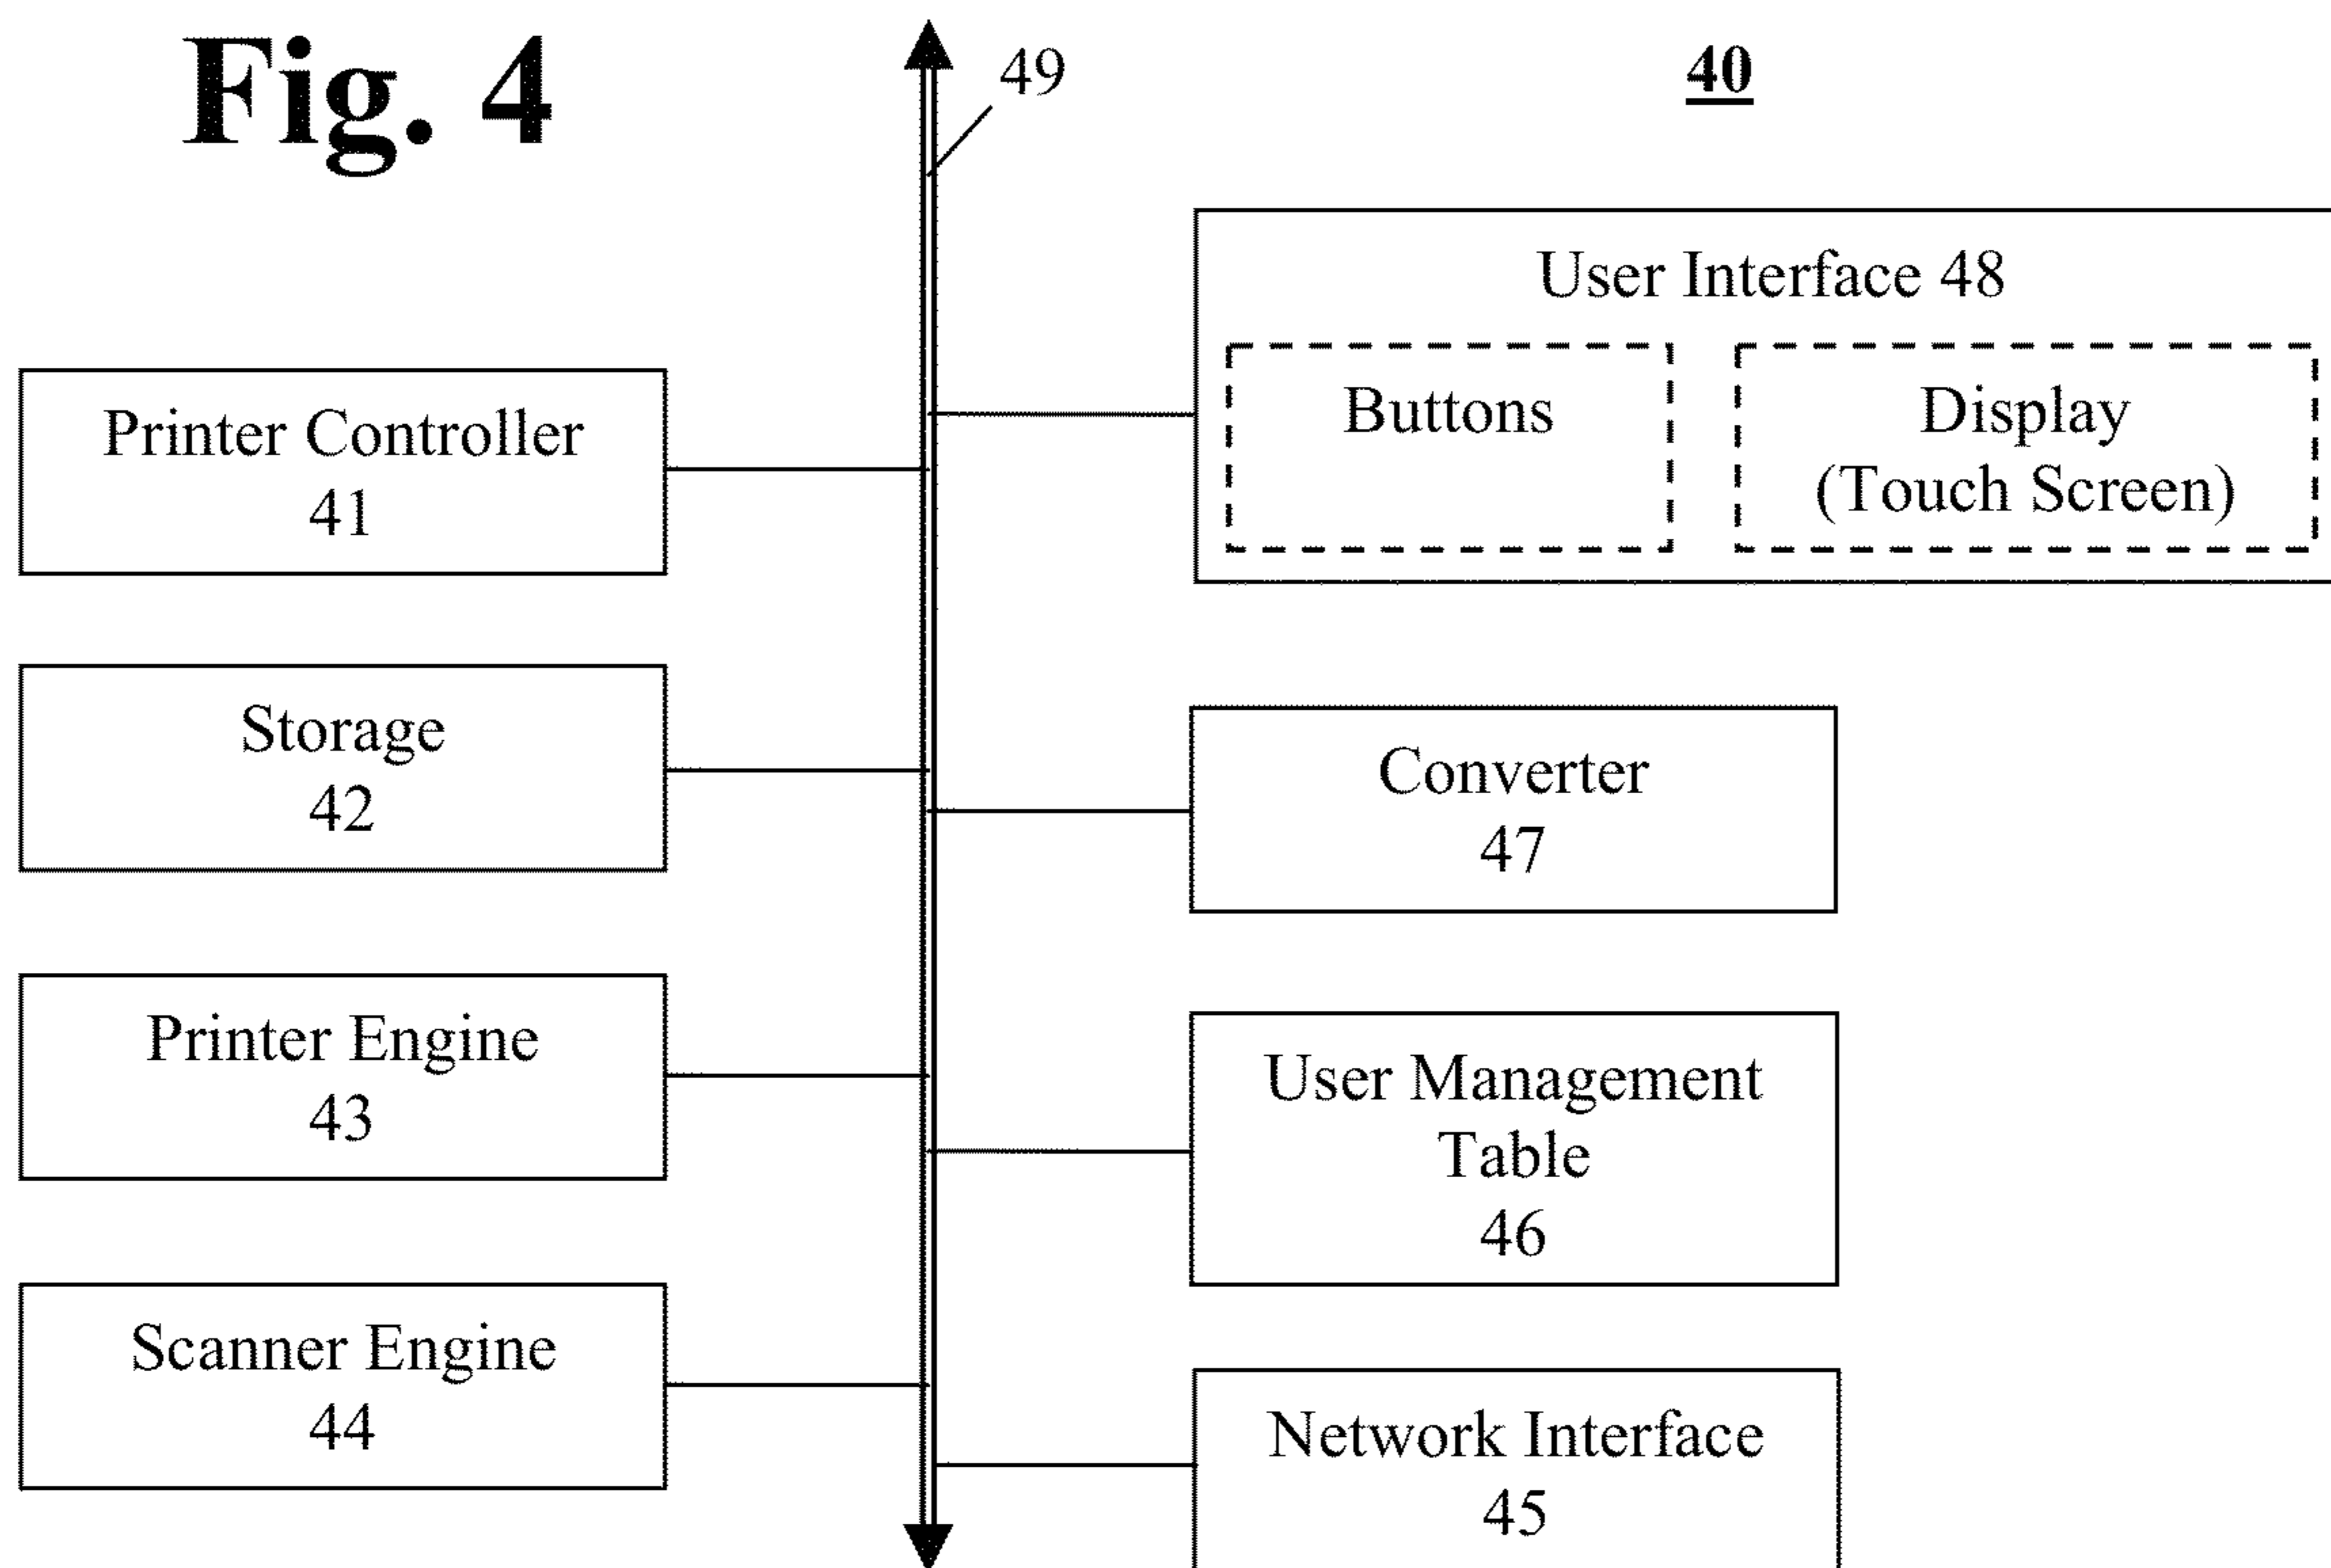 Fig. 4
49
40
User Interface 48
Buttons
Display
(Touch Screen)
Printer Controller
41
Storage
42
Converter
47
Printer Engine
43
User Management
Table
46
Scanner Engine
44
Network Interface
45